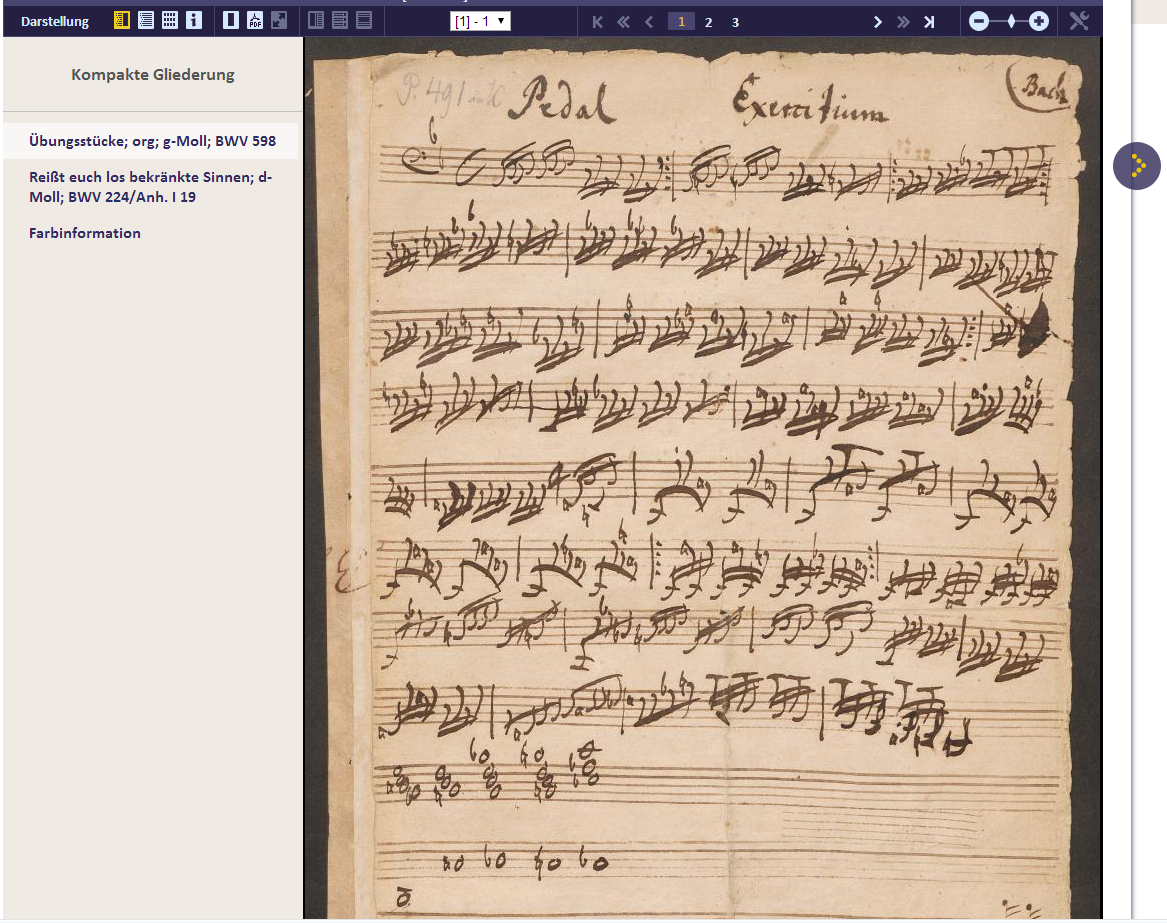 Darstellung [1] - 1 1 2 3
Kompakte Gliederung
Übungsstücke; org; g-Moll; BWV 598
Reißt euch los bekränkte Sinnen; d-
Moll; BWV 224/Anh. I 19
Farbinformation
P. 491
Pedal Exercitium Bach